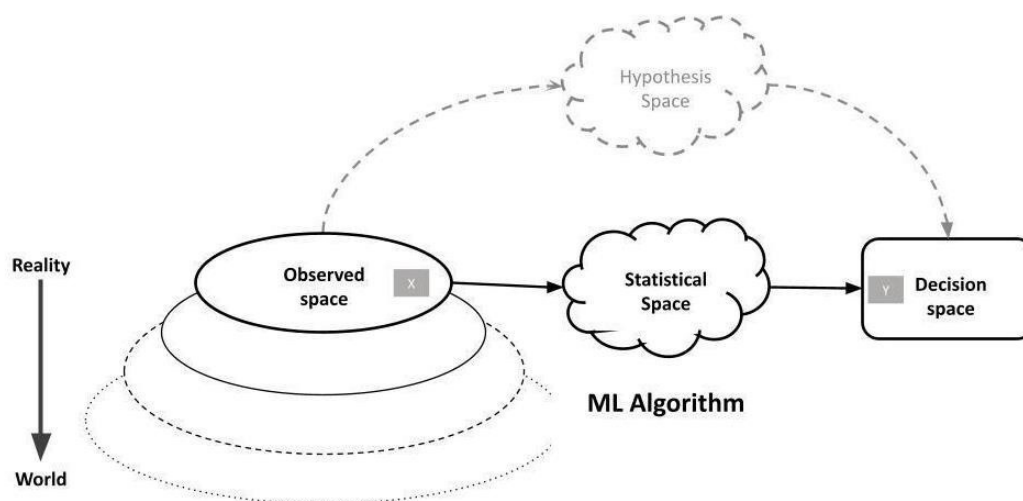 Hypothesis
Space
Reality
Observed
space
X
Statistical
Space
Y
Decision
space
ML Algorithm
World